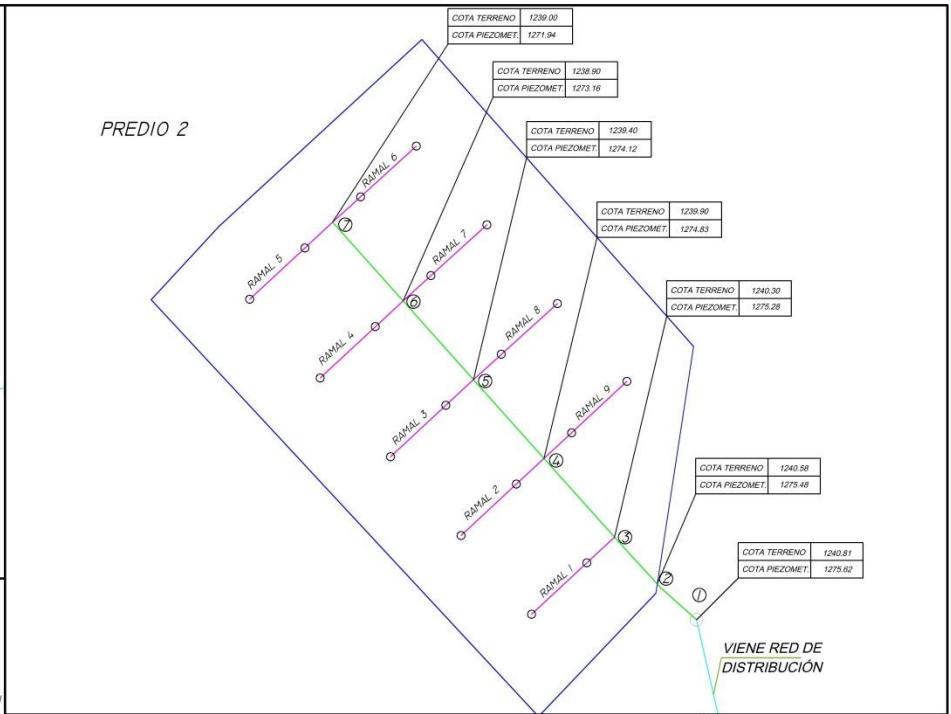 COTA TERRENO 1239.00
COTA PIEZOMET. 1271.94
COTA TERRENO 1238.90
COTA PIEZOMET. 1273.16
PREDIO 2
COTA TERRENO 1239.40
COTA PIEZOMET. 1274.12
RAMAL 6
COTA TERRENO 1239.90
COTA PIEZOMET. 1274.83
7
RAMAL 7
RAMAL 5
COTA TERRENO 1240.30
COTA PIEZOMET. 1275.28
6
RAMAL 8
RAMAL 4
5
RAMAL 9
RAMAL 3
4
COTA TERRENO 1240.58
COTA PIEZOMET. 1275.48
RAMAL 2
3
COTA TERRENO 1240.81
COTA PIEZOMET. 1275.62
RAMAL 1
2
1
VIENE RED DE
DISTRIBUCIÓN